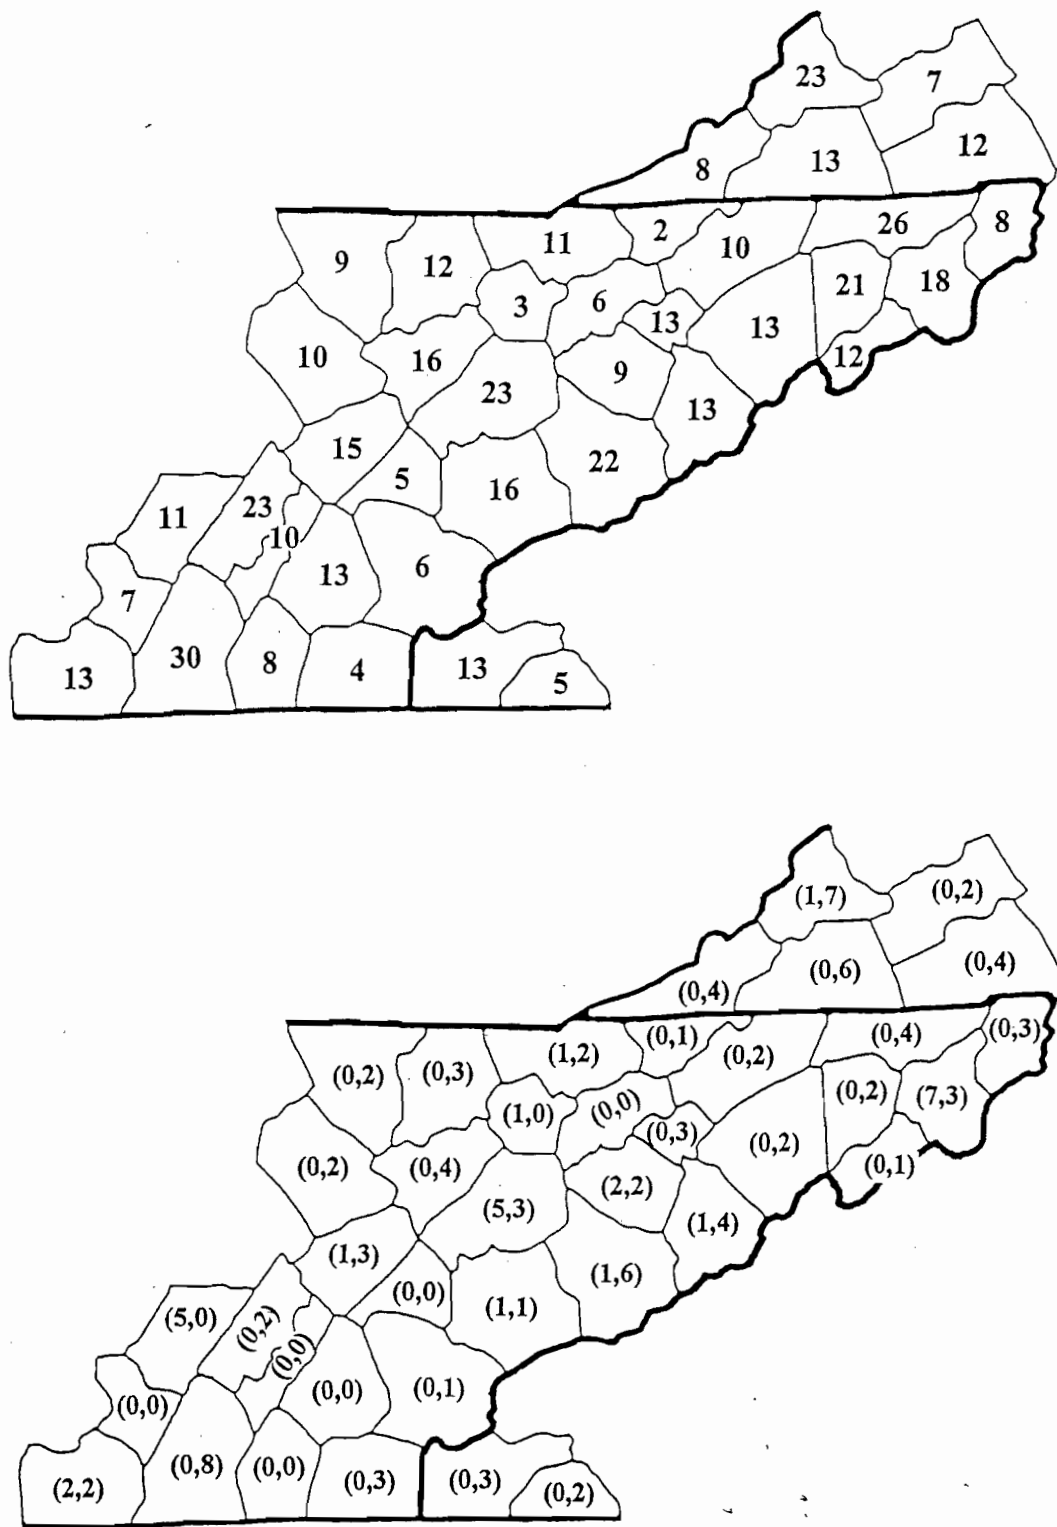 23 7
8 13 12
9 12 11 2 10 26 8
3 6 13 13 21 18
10 16 23 9 13 12
15 5 16 22
11 23 10
7 13 6
13 30 8 4 13 5
(1,7) (0,2)
(0,4) (0,6) (0,4)
(0,2) (0,3) (1,2) (0,1) (0,2) (0,4) (0,3)
(1,0) (0,0) (0,3) (0,2) (0,2) (7,3)
(0,2) (0,4) (5,3) (2,2) (1,4) (0,1)
(1,3) (0,0) (1,1) (1,6)
(5,0) (0,2) (0,0)
(0,0) (0,0) (0,1)
(2,2) (0,8) (0,0) (0,3) (0,3) (0,2)